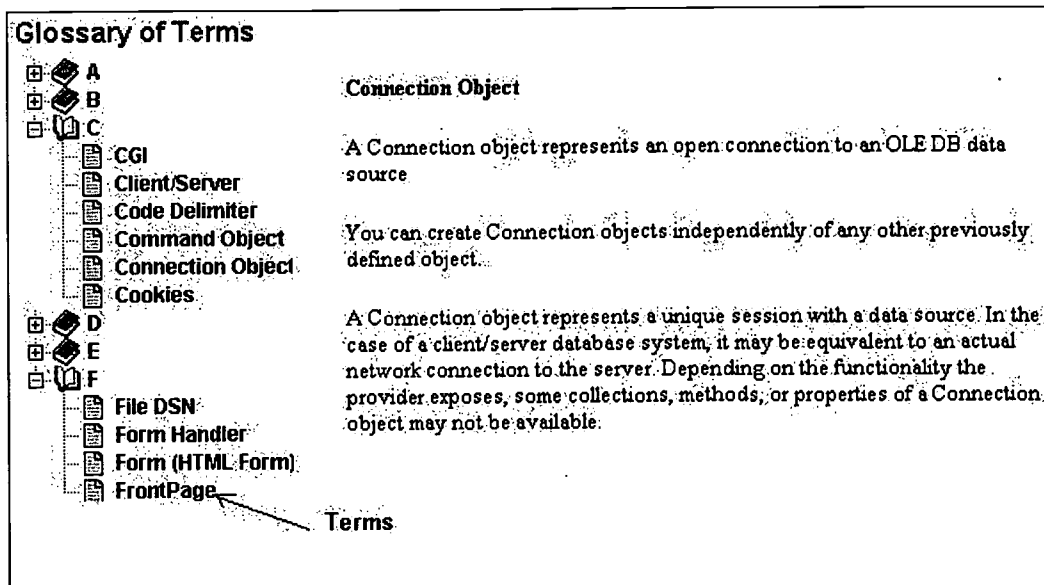 Glossary of Terms
A
B
C
CGI
Client/Server
Code Delimiter
Command Object
Connection Object
Cookies
D
E
F
File DSN
Form Handler
Form (HTML Form)
FrontPage
Terms
Connection Object
A Connection object represents an open connection to an OLE DB data
source
You can create Connection objects independently of any other previously
defined object.
A Connection object represents a unique session with a data source. In the
case of a client/server database system, it may be equivalent to an actual
network connection to the server. Depending on the functionality the
provider exposes, some collections, methods, or properties of a Connection
object may not be available.